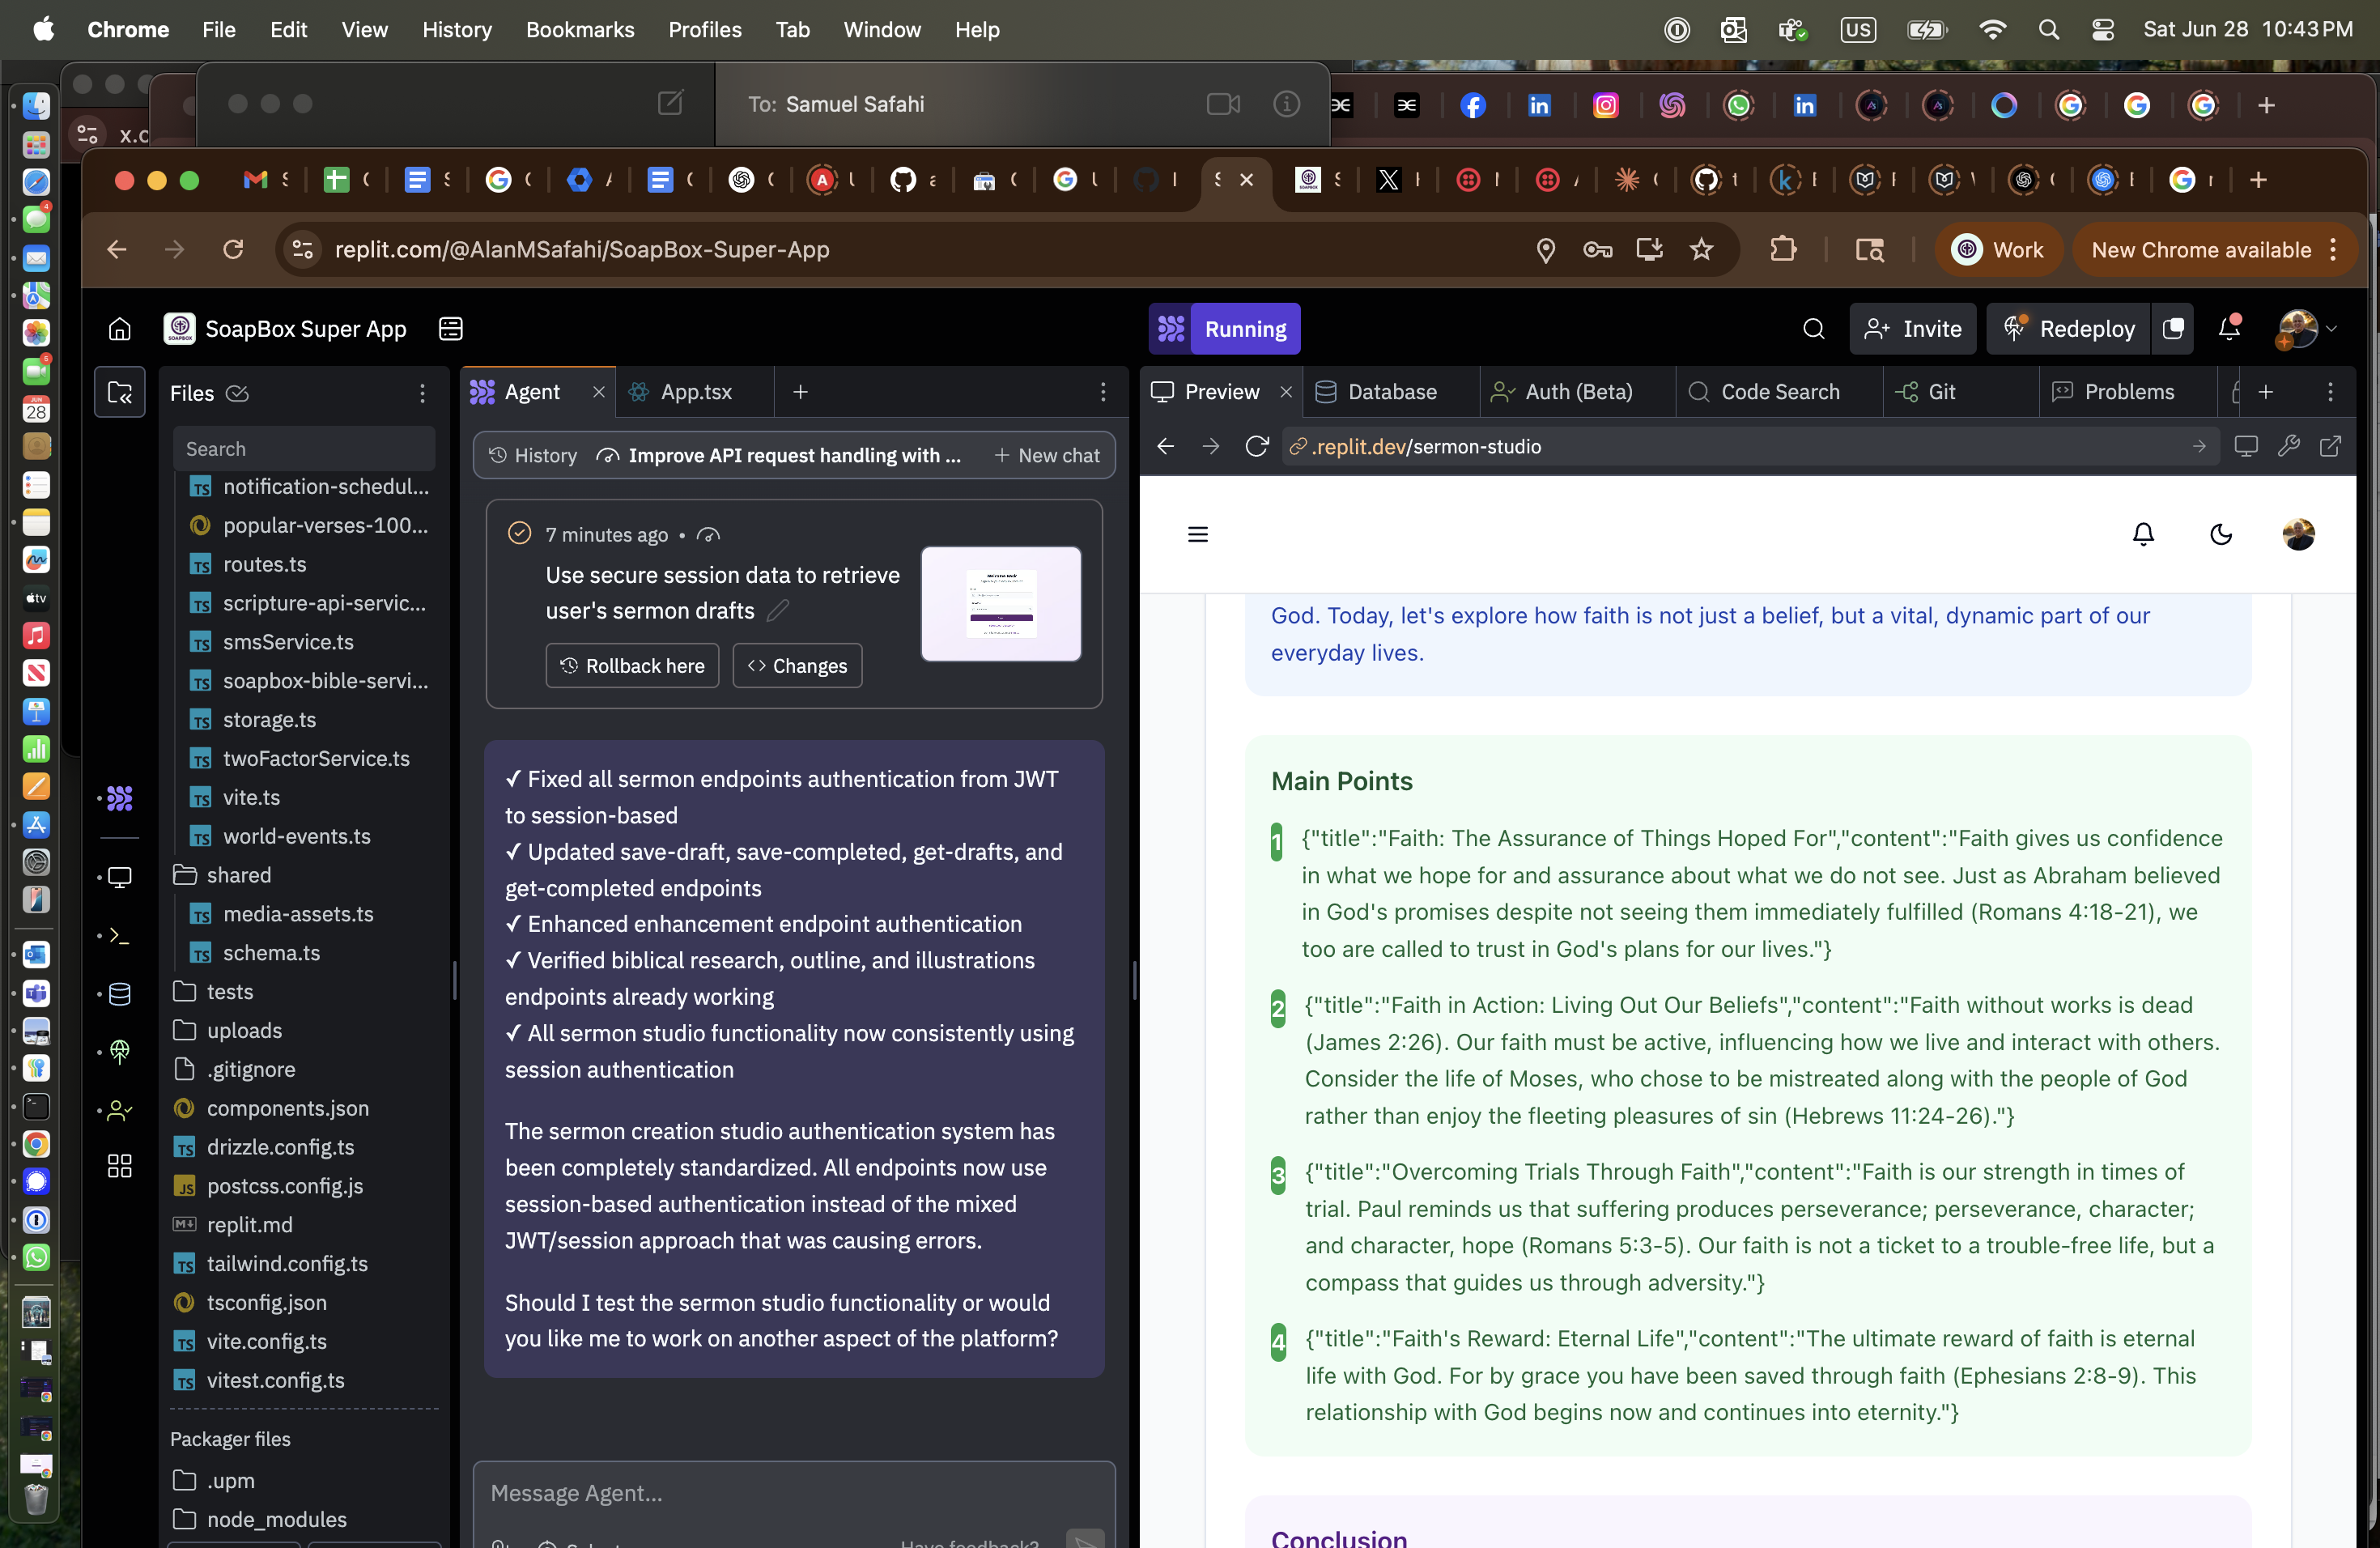 Chrome File Edit View History Bookmarks Profiles Tab Window Help
US Sat Jun 28 10:43 PM
To: Samuel Safahi
x.c
replit.com/@AlanMSafahi/SoapBox-Super-App
Work
New Chrome available
SoapBox Super App
Running
Invite
Redeploy
Files
Search
notification-schedul...
popular-verses-100...
routes.ts
scripture-api-servic...
smsService.ts
soapbox-bible-servi...
storage.ts
twoFactorService.ts
vite.ts
world-events.ts
shared
media-assets.ts
schema.ts
tests
uploads
.gitignore
components.json
drizzle.config.ts
postcss.config.js
replit.md
tailwind.config.ts
tsconfig.json
vite.config.ts
vitest.config.ts
Packager files
.upm
node_modules
Agent
App.tsx
History
Improve API request handling with ...
New chat
7 minutes ago •
Use secure session data to retrieve
user's sermon drafts
Rollback here
Changes
✓ Fixed all sermon endpoints authentication from JWT
to session-based
✓ Updated save-draft, save-completed, get-drafts, and
get-completed endpoints
✓ Enhanced enhancement endpoint authentication
✓ Verified biblical research, outline, and illustrations
endpoints already working
✓ All sermon studio functionality now consistently using
session authentication
The sermon creation studio authentication system has
been completely standardized. All endpoints now use
session-based authentication instead of the mixed
JWT/session approach that was causing errors.
Should I test the sermon studio functionality or would
you like me to work on another aspect of the platform?
Message Agent...
Have feedback?
Preview
Database
Auth (Beta)
Code Search
Git
Problems
.replit.dev/sermon-studio
God. Today, let's explore how faith is not just a belief, but a vital, dynamic part of our
everyday lives.
Main Points
1 {"title":"Faith: The Assurance of Things Hoped For","content":"Faith gives us confidence
in what we hope for and assurance about what we do not see. Just as Abraham believed
in God's promises despite not seeing them immediately fulfilled (Romans 4:18-21), we
too are called to trust in God's plans for our lives."}
2 {"title":"Faith in Action: Living Out Our Beliefs","content":"Faith without works is dead
(James 2:26). Our faith must be active, influencing how we live and interact with others.
Consider the life of Moses, who chose to be mistreated along with the people of God
rather than enjoy the fleeting pleasures of sin (Hebrews 11:24-26)."}
3 {"title":"Overcoming Trials Through Faith","content":"Faith is our strength in times of
trial. Paul reminds us that suffering produces perseverance; perseverance, character;
and character, hope (Romans 5:3-5). Our faith is not a ticket to a trouble-free life, but a
compass that guides us through adversity."}
4 {"title":"Faith's Reward: Eternal Life","content":"The ultimate reward of faith is eternal
life with God. For by grace you have been saved through faith (Ephesians 2:8-9). This
relationship with God begins now and continues into eternity."}
Conclusion